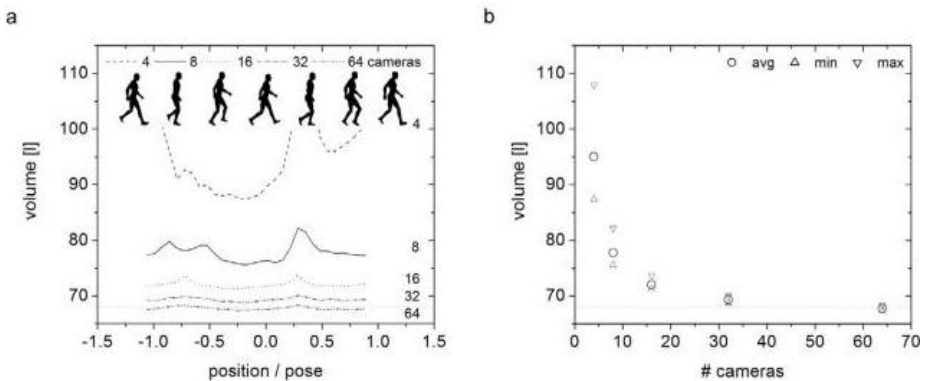 a
4 8 16 32 64 cameras
110
100
90
80
70
volume [l]
4
8
16
32
64
-1.5 -1.0 -0.5 0.0 0.5 1.0 1.5
position / pose
b
avg min max
110
100
90
80
70
volume [l]
0 10 20 30 40 50 60 70
# cameras